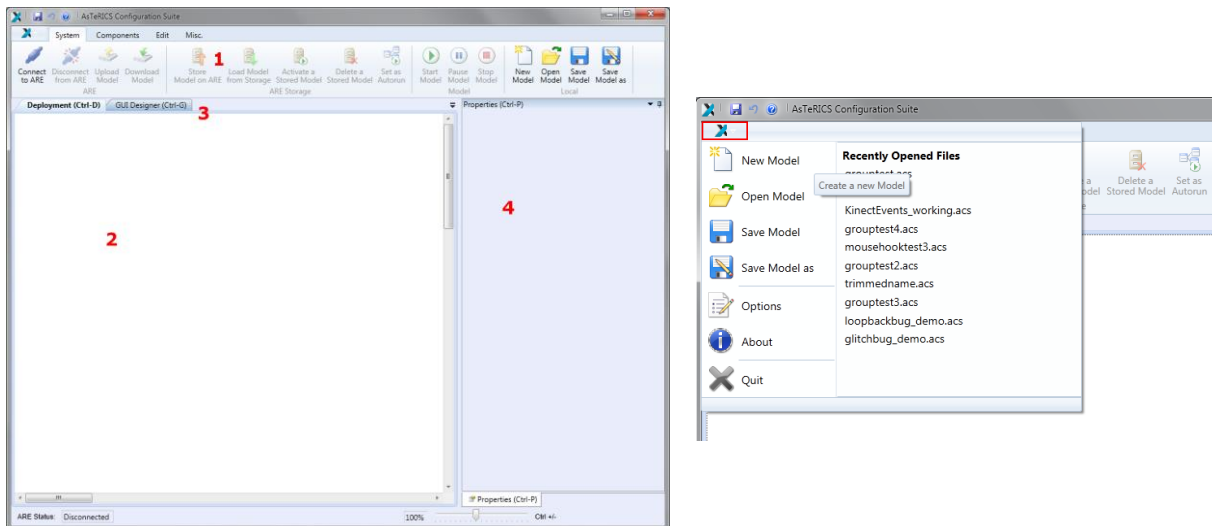 AsTeRICS Configuration Suite
System Components Edit Misc.
Connect to ARE
Disconnect from ARE
Upload Model
Download Model
ARE
1
Store Model on ARE
Load Model from Storage
Activate a Stored Model
Delete a Stored Model
Set as Autorun
ARE Storage
Start Model
Pause Model
Stop Model
Model
New Model
Open Model
Save Model
Save Model as
Local
Deployment (Ctrl-D)
GUI Designer (Ctrl-G)
3
Properties (Ctrl-P)
2
4
Properties (Ctrl-P)
ARE Status: Disconnected
100%
Ctrl +/-
AsTeRICS Configuration Suite
New Model
Open Model
Save Model
Save Model as
Options
About
Quit
Recently Opened Files
grouptest.acs
Create a new Model
KinectEvents_working.acs
grouptest4.acs
mousehooktest3.acs
grouptest2.acs
trimmedname.acs
grouptest3.acs
loopbackbug_demo.acs
glitchbug_demo.acs
Delete a Stored Model
Set as Autorun